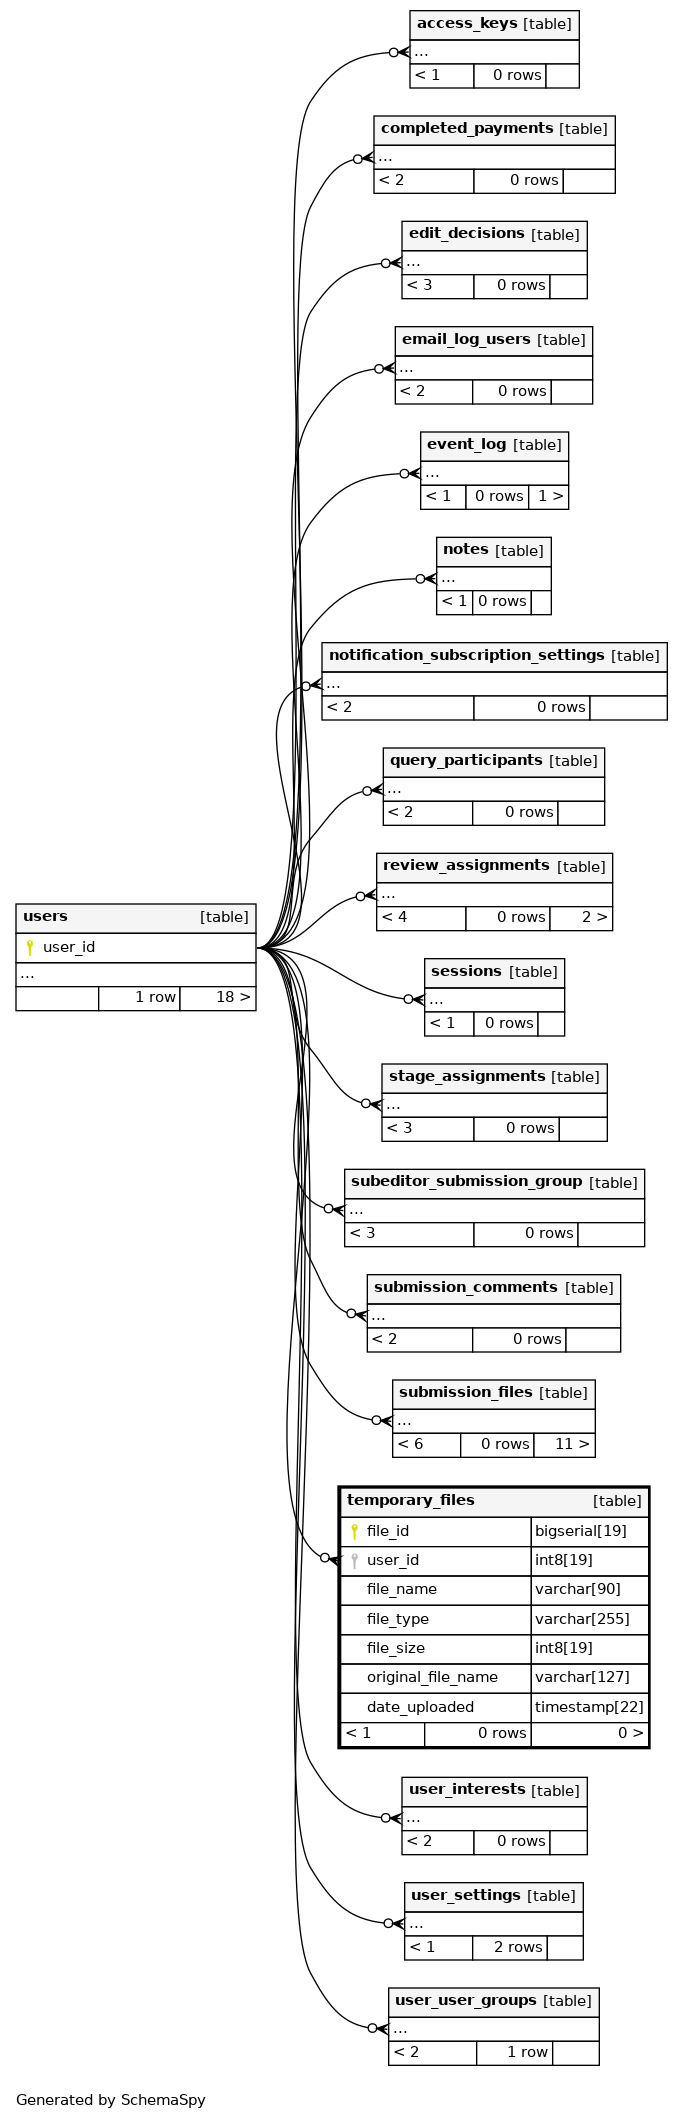 access_keys [table]
...
< 1 0 rows
completed_payments [table]
...
< 2 0 rows
edit_decisions [table]
...
< 3 0 rows
email_log_users [table]
...
< 2 0 rows
event_log [table]
...
< 1 0 rows 1 >
notes [table]
...
< 1 0 rows
notification_subscription_settings [table]
...
< 2 0 rows
query_participants [table]
...
< 2 0 rows
review_assignments [table]
...
< 4 0 rows 2 >
users [table]
user_id
...
1 row 18 >
sessions [table]
...
< 1 0 rows
stage_assignments [table]
...
< 3 0 rows
subeditor_submission_group [table]
...
< 3 0 rows
submission_comments [table]
...
< 2 0 rows
submission_files [table]
...
< 6 0 rows 11 >
temporary_files [table]
file_id bigserial[19]
user_id int8[19]
file_name varchar[90]
file_type varchar[255]
file_size int8[19]
original_file_name varchar[127]
date_uploaded timestamp[22]
< 1 0 rows 0 >
user_interests [table]
...
< 2 0 rows
user_settings [table]
...
< 1 2 rows
user_user_groups [table]
...
< 2 1 row
Generated by SchemaSpy